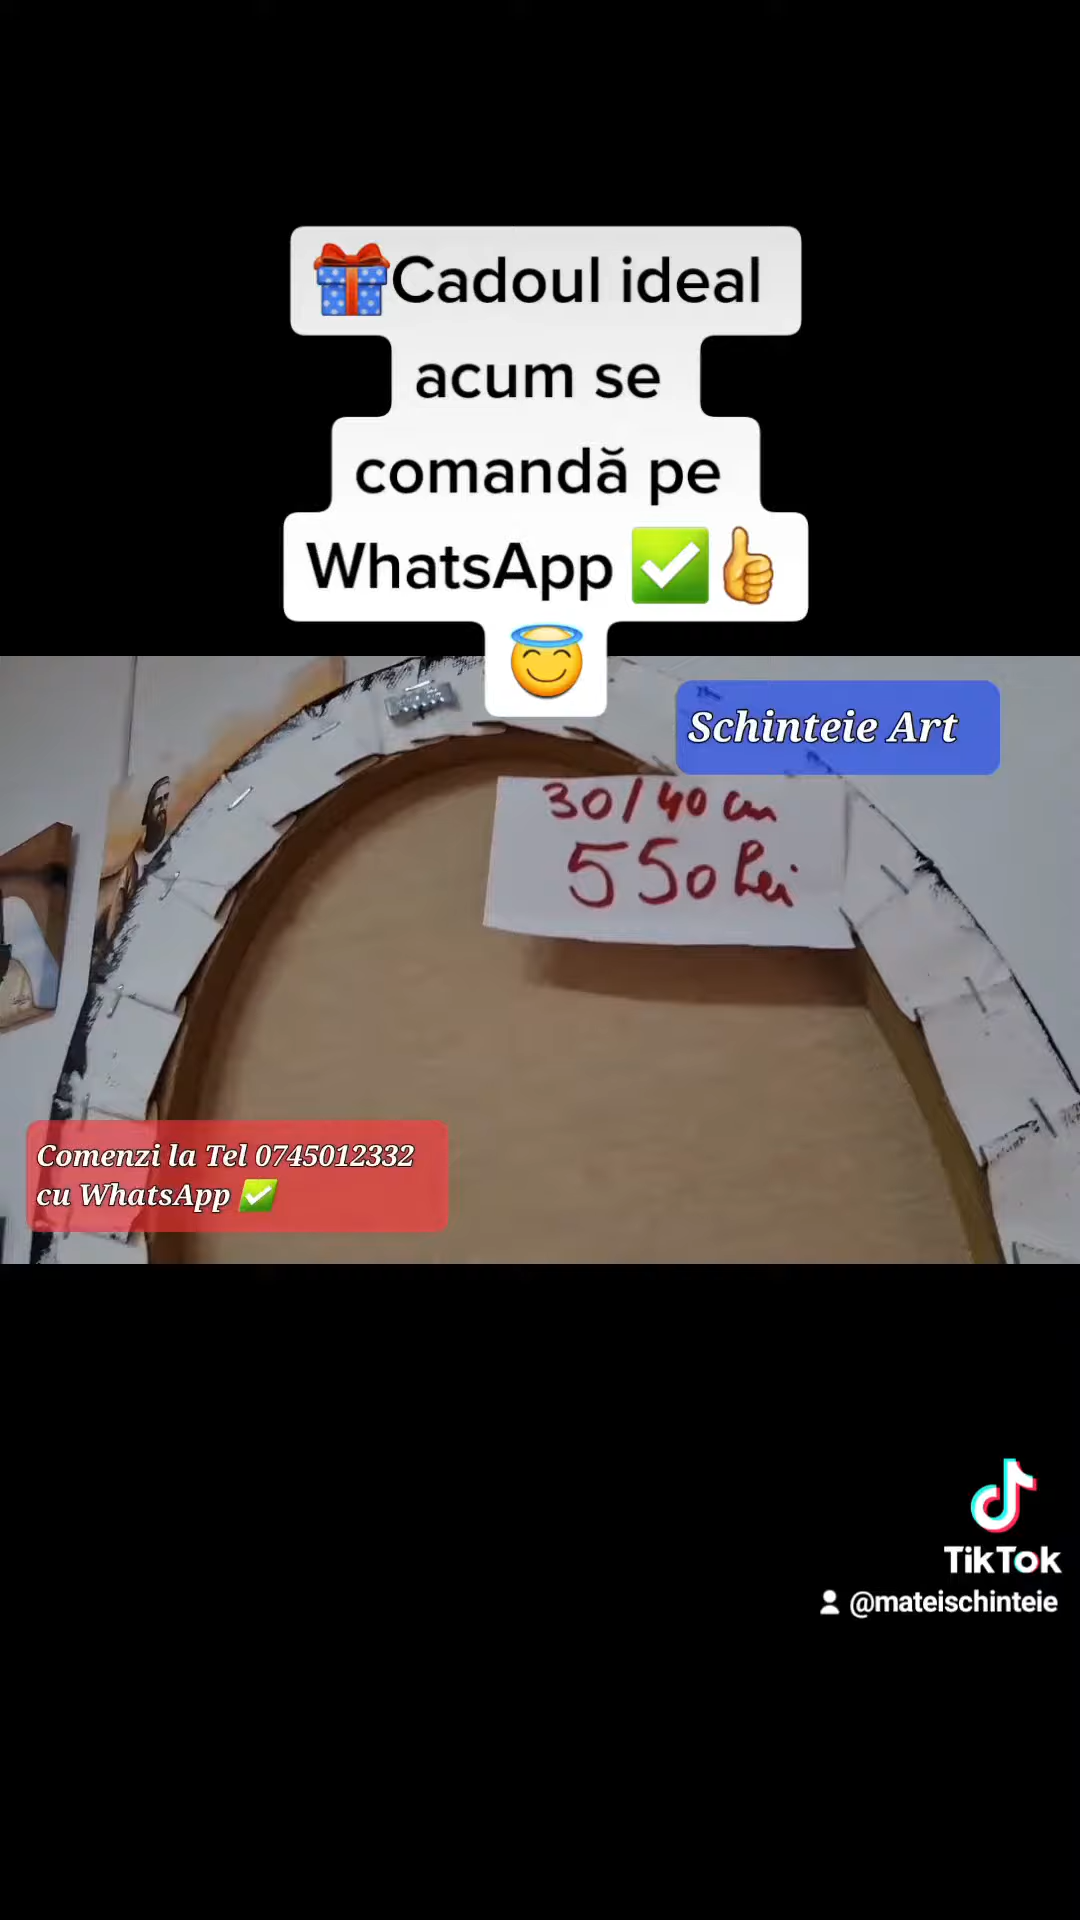 🎁Cadoul ideal
acum se
comandă pe
WhatsApp ✅👍
😇
Schinteie Art
30/40 cm
550 Lei
Comenzi la Tel 0745012332
cu WhatsApp ✅
TikTok
@mateischinteie